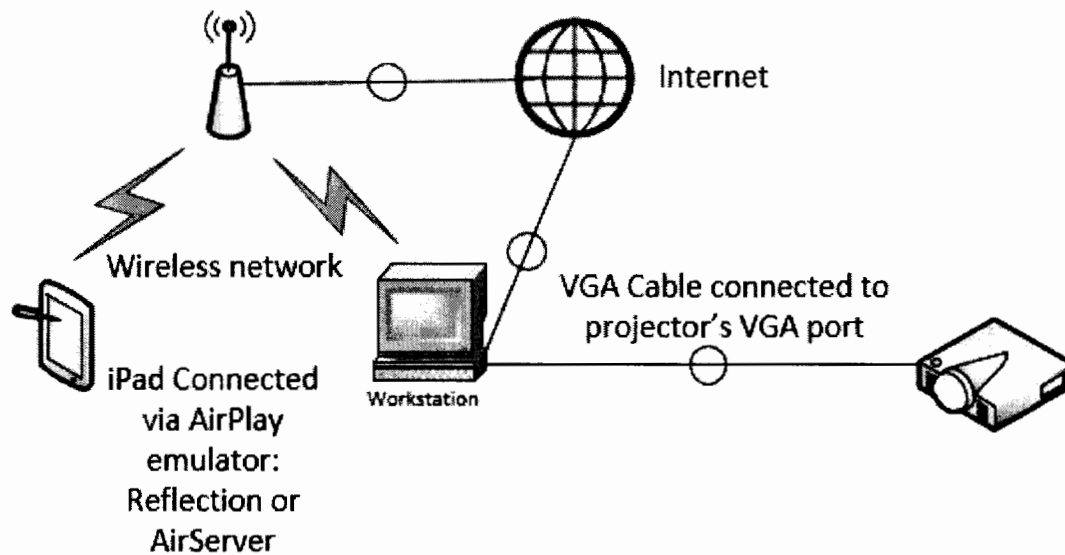 Internet
Wireless network
VGA Cable connected to
projector's VGA port
iPad Connected
via AirPlay
emulator:
Reflection or
AirServer
Workstation